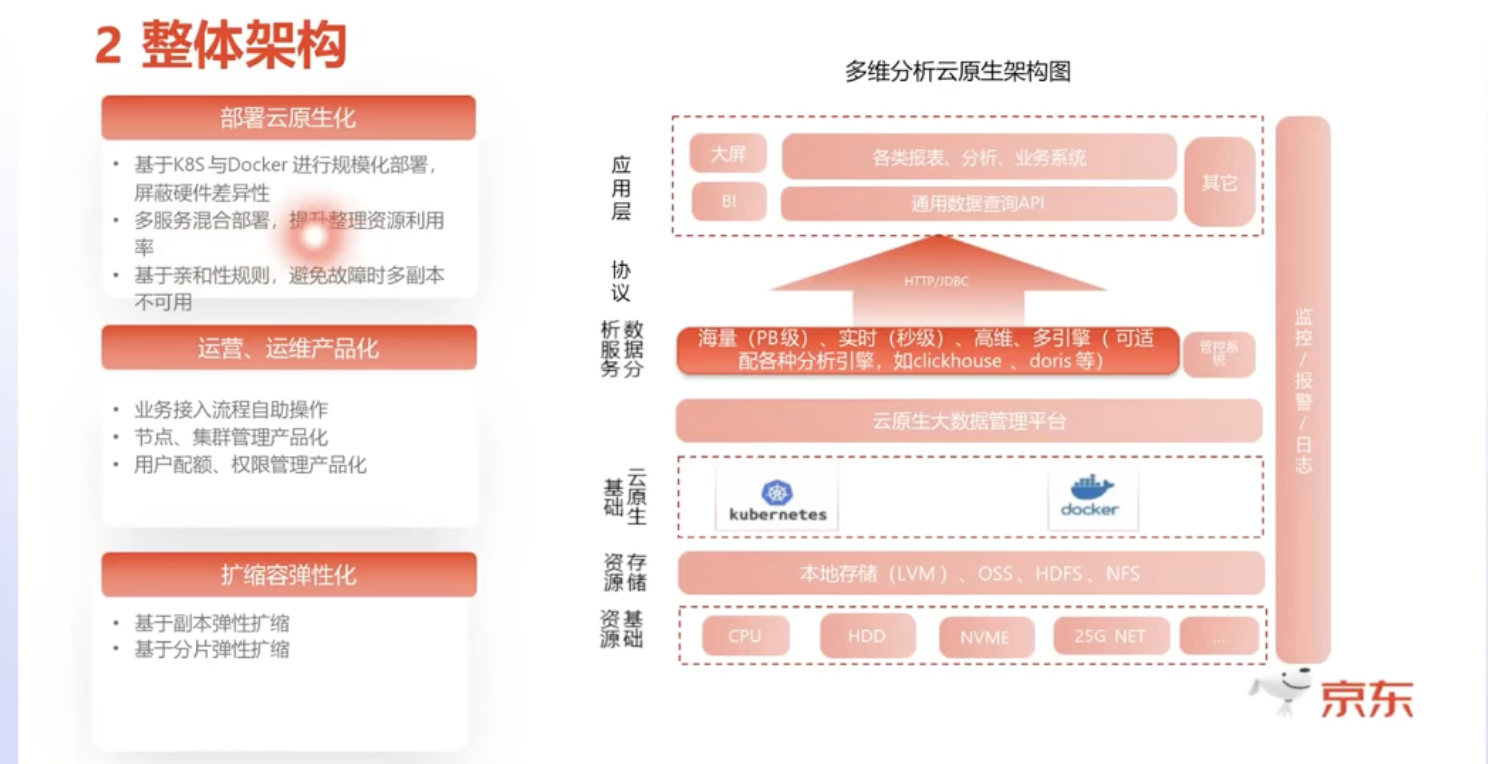 2 整体架构
部署云原生化
• 基于K8S与Docker 进行规模化部署，
屏蔽硬件差异性
• 多服务混合部署，提升整理资源利用
率
• 基于亲和性规则，避免故障时多副本
不可用
运营、运维产品化
• 业务接入流程自助操作
• 节点、集群管理产品化
• 用户配额、权限管理产品化
扩缩容弹性化
• 基于副本弹性扩缩
• 基于分片弹性扩缩
多维分析云原生架构图
应用层
大屏
各类报表、分析、业务系统
其它
BI
通用数据查询API
协议
HTTP/JDBC
数据分析服务
海量（PB级）、实时（秒级）、高维、多引擎（ 可适
配各种分析引擎，如clickhouse 、doris 等）
管控系
统
云原生大数据管理平台
云原生基础
kubernetes
docker
存储资源
本地存储（LVM ）、OSS、HDFS 、NFS
基础资源
CPU
HDD
NVME
25G NET
...
监控/报警/日志
京东